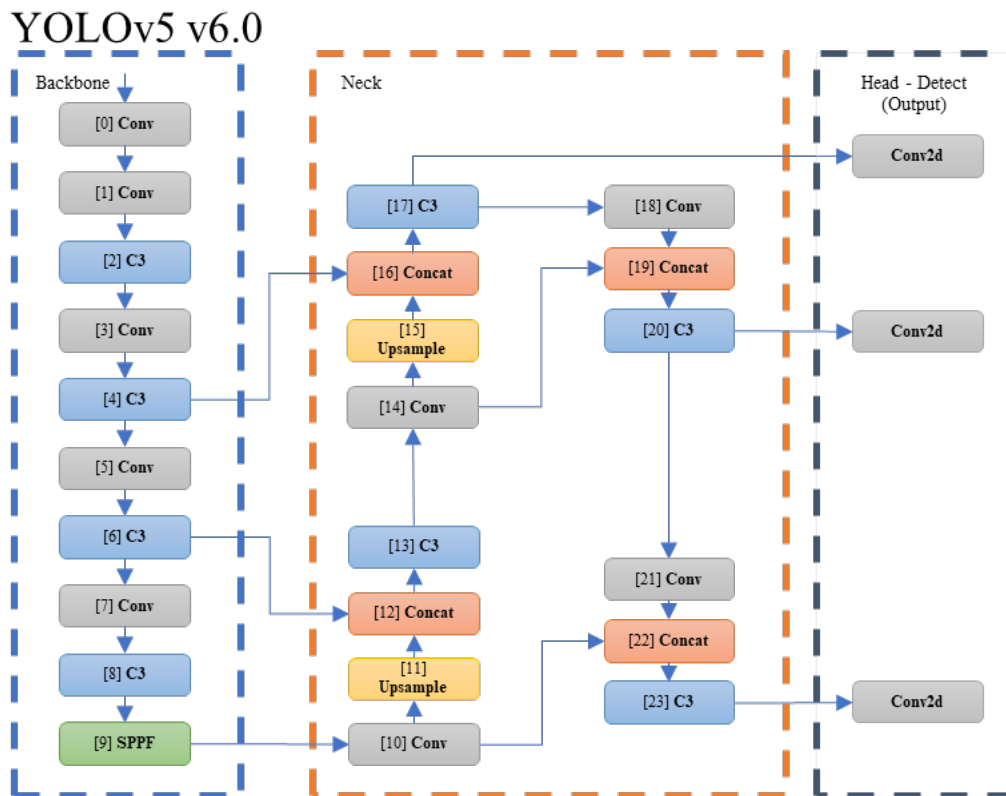 YOLOv5 v6.0
Backbone
[0] Conv
[1] Conv
[2] C3
[3] Conv
[4] C3
[5] Conv
[6] C3
[7] Conv
[8] C3
[9] SPPF
Neck
[17] C3
[16] Concat
[15]
Upsample
[14] Conv
[13] C3
[12] Concat
[11]
Upsample
[10] Conv
[18] Conv
[19] Concat
[20] C3
[21] Conv
[22] Concat
[23] C3
Head - Detect
(Output)
Conv2d
Conv2d
Conv2d